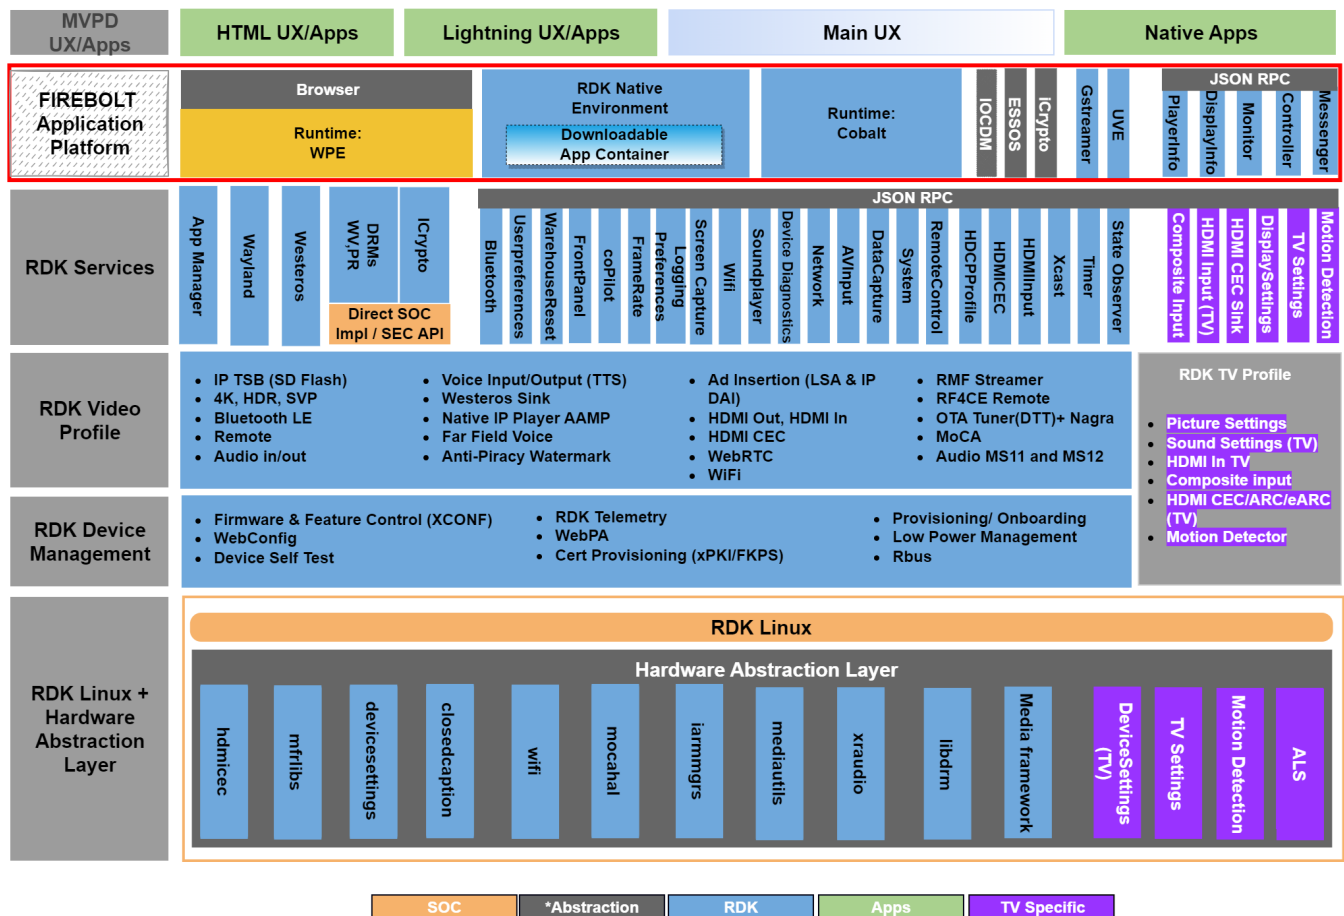 MVPD
UX/Apps
HTML UX/Apps
Lightning UX/Apps
Main UX
Native Apps
FIREBOLT
Application
Platform
Browser
Runtime:
WPE
RDK Native
Environment
Downloadable
App Container
Runtime:
Cobalt
IOCDM
ESSOS
iCrypto
Gstreamer
UVE
JSON RPC
PlayerInfo
DisplayInfo
Monitor
Controller
Messenger
RDK Services
App Manager
Wayland
Westeros
DRMs
WV,PR
ICrypto
Direct SOC
Impl / SEC API
JSON RPC
Bluetooth
Userpreferences
WarehouseReset
FrontPanel
coPilot
FrameRate
Preferences
Logging
Screen Capture
Wifi
Soundplayer
Device Diagnostics
Network
AVInput
DataCapture
System
RemoteControl
HDCPProfile
HDMICEC
HDMIInput
Xcast
Timer
State Observer
Composite Input
HDMI Input (TV)
HDMI CEC Sink
DisplaySettings
TV Settings
Motion Detection
RDK Video
Profile
• IP TSB (SD Flash)
• 4K, HDR, SVP
• Bluetooth LE
• Remote
• Audio in/out
• Voice Input/Output (TTS)
• Westeros Sink
• Native IP Player AAMP
• Far Field Voice
• Anti-Piracy Watermark
• Ad Insertion (LSA & IP
DAI)
• HDMI Out, HDMI In
• HDMI CEC
• WebRTC
• WiFi
• RMF Streamer
• RF4CE Remote
• OTA Tuner(DTT)+ Nagra
• MoCA
• Audio MS11 and MS12
RDK TV Profile
• Picture Settings
• Sound Settings (TV)
• HDMI In TV
• Composite input
• HDMI CEC/ARC/eARC
(TV)
• Motion Detector
RDK Device
Management
• Firmware & Feature Control (XCONF)
• WebConfig
• Device Self Test
• RDK Telemetry
• WebPA
• Cert Provisioning (xPKI/FKPS)
• Provisioning/ Onboarding
• Low Power Management
• Rbus
RDK Linux +
Hardware
Abstraction
Layer
RDK Linux
Hardware Abstraction Layer
hdmicec
mfrlibs
devicesettings
closedcaption
wifi
mocahal
iarmmgrs
mediautils
xraudio
libdrm
Media framework
DeviceSettings
(TV)
TV Settings
Motion Detection
ALS
SOC
*Abstraction
RDK
Apps
TV Specific